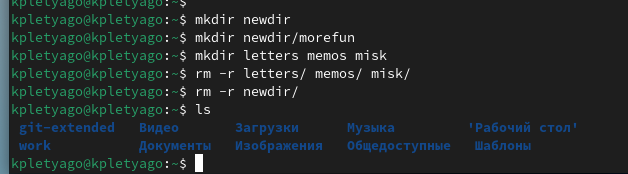 kpletyago@kpletyago:~$
kpletyago@kpletyago:~$ mkdir newdir
kpletyago@kpletyago:~$ mkdir newdir/morefun
kpletyago@kpletyago:~$ mkdir letters memos misk
kpletyago@kpletyago:~$ rm -r letters/ memos/ misk/
kpletyago@kpletyago:~$ rm -r newdir/
kpletyago@kpletyago:~$ ls
git-extended Видео Загрузки Музыка 'Рабочий стол'
work Документы Изображения Общедоступные Шаблоны
kpletyago@kpletyago:~$